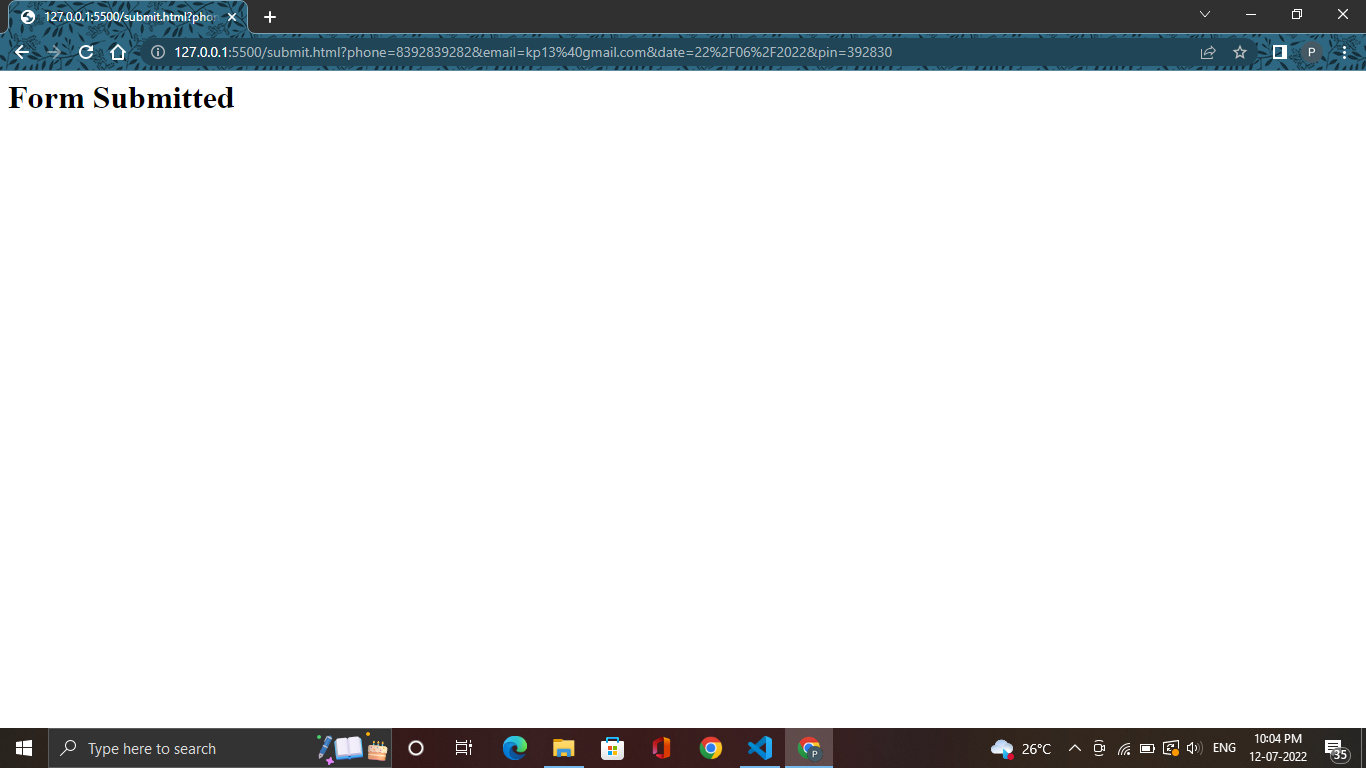 127.0.0.1:5500/submit.html?phor
127.0.0.1:5500/submit.html?phone=8392839282&email=kp13%40gmail.com&date=22%2F06%2F2022&pin=392830
P
Form Submitted
Type here to search
P
26°C
ENG
10:04 PM
12-07-2022
35